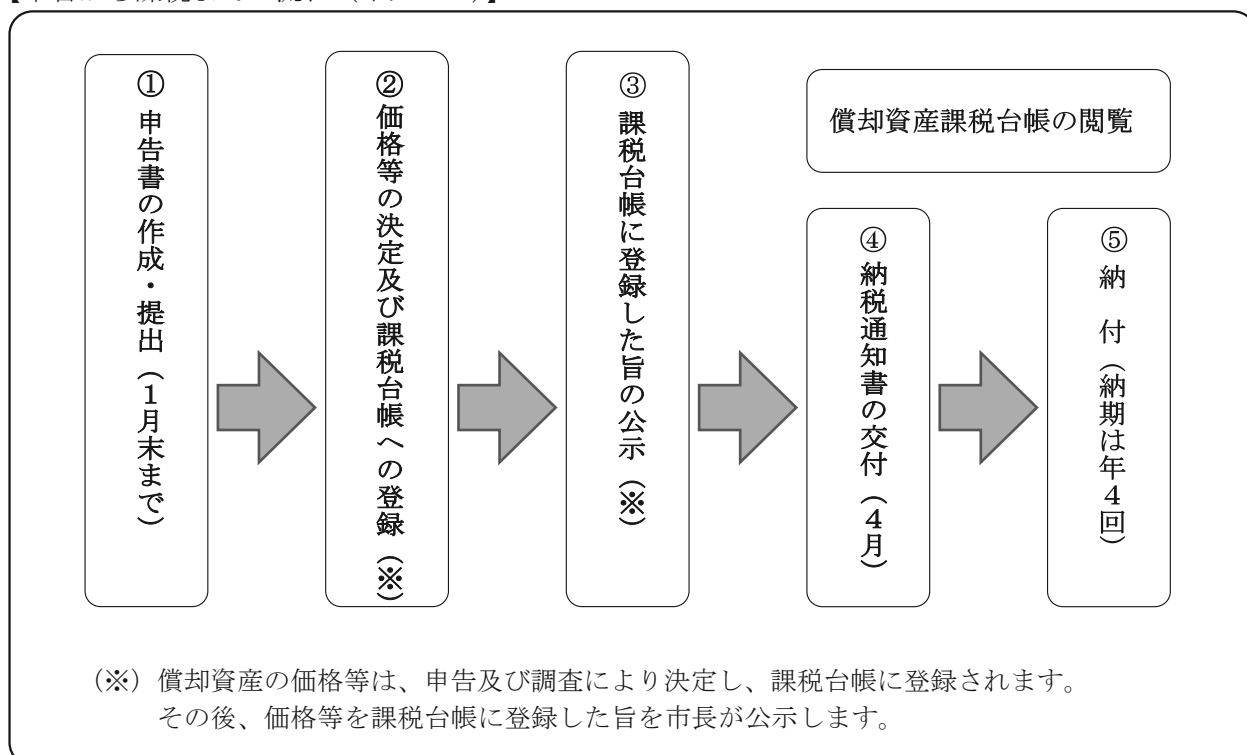 ①申告書の作成・提出（１月末まで）
②価格等の決定及び課税台帳への登録（※）
③課税台帳に登録した旨の公示（※）
償却資産課税台帳の閲覧
④納税通知書の交付（４月）
⑤納　付（納期は年４回）
（※）償却資産の価格等は、申告及び調査により決定し、課税台帳に登録されます。
その後、価格等を課税台帳に登録した旨を市長が公示します。